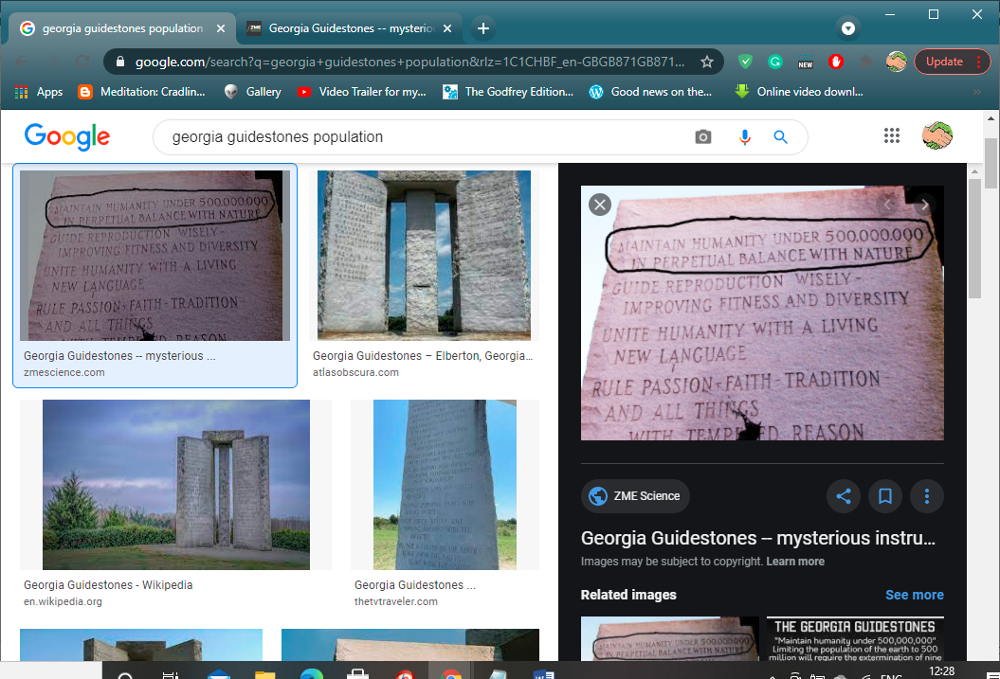 georgia guidestones population
Georgia Guidestones -- mysterio
google.com/search?q=georgia+guidestones+population&rlz=1C1CHBF_en-GBGB871GB871...
NEW
Update
Apps
Meditation: Cradlin...
Gallery
Video Trailer for my...
The Godfrey Edition...
Good news on the...
Online video downl...
Google
georgia guidestones population
MAINTAIN HUMANITY UNDER 500,000,000
IN PERPETUAL BALANCE WITH NATURE
GUIDE REPRODUCTION WISELY-
IMPROVING FITNESS AND DIVERSITY
UNITE HUMANITY WITH A LIVING
NEW LANGUAGE
RULE PASSION-FAITH-TRADITION
AND ALL THINGS
WITH TEMPERED REASON
Georgia Guidestones -- mysterious ...
zmescience.com
Georgia Guidestones – Elberton, Georgia...
atlasobscura.com
Georgia Guidestones - Wikipedia
en.wikipedia.org
Georgia Guidestones ...
thetvtraveler.com
MAINTAIN HUMANITY UNDER 500,000,000
IN PERPETUAL BALANCE WITH NATURE
GUIDE REPRODUCTION WISELY-
IMPROVING FITNESS AND DIVERSITY
UNITE HUMANITY WITH A LIVING
NEW LANGUAGE
RULE PASSION-FAITH-TRADITION
AND ALL THINGS
WITH TEMPERED REASON
ZME Science
Georgia Guidestones -- mysterious instru...
Images may be subject to copyright. Learn more
Related images
See more
MAINTAIN HUMANITY UNDER 500,000,000
IN PERPETUAL BALANCE WITH NATURE
THE GEORGIA GUIDESTONES
"Maintain humanity under 500,000,000"
Limiting the population of the earth to 500
million will require the extermination of nine
ENG
12:28